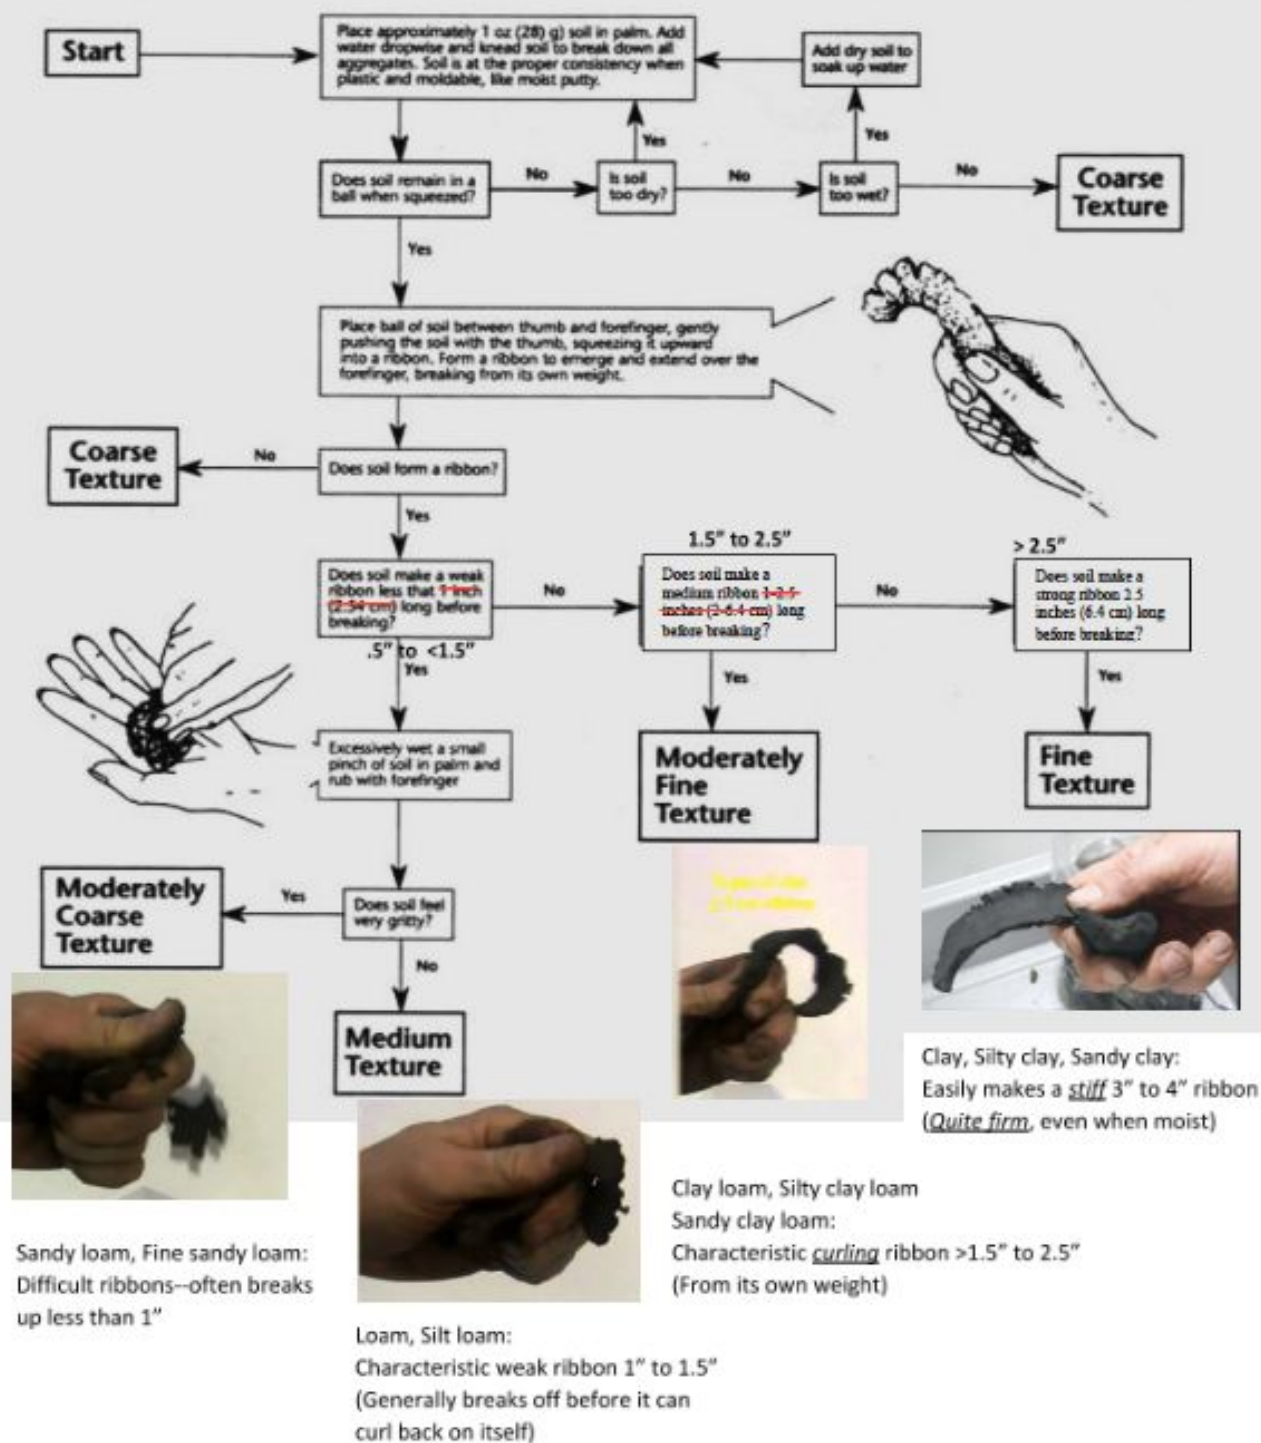 Start
Place approximately 1 oz (28) g) soil in palm. Add
water dropwise and knead soil to break down all
aggregates. Soil is at the proper consistency when
plastic and moldable, like moist putty.
Add dry soil to
soak up water
Yes
Yes
Does soil remain in a
ball when squeezed?
No
Is soil
too dry?
No
Is soil
too wet?
No
Coarse
Texture
Yes
Place ball of soil between thumb and forefinger, gently
pushing the soil with the thumb, squeezing it upward
into a ribbon. Form a ribbon to emerge and extend over the
forefinger, breaking from its own weight.
Coarse
Texture
No
Does soil form a ribbon?
Yes
1.5" to 2.5"
> 2.5"
Does soil make a weak
ribbon less that 1 inch
(2.54 cm) long before
breaking?
No
Does soil make a
medium ribbon 1-2.5
inches (2-6.4 cm) long
before breaking?
No
Does soil make a
strong ribbon 2.5
inches (6.4 cm) long
before breaking?
.5" to <1.5"
Yes
Yes
Yes
Excessively wet a small
pinch of soil in palm and
rub with forefinger
Moderately
Fine
Texture
Fine
Texture
Moderately
Coarse
Texture
Yes
Does soil feel
very gritty?
No
Medium
Texture
Clay, Silty clay, Sandy clay:
Easily makes a stiff 3" to 4" ribbon
(Quite firm, even when moist)
Clay loam, Silty clay loam
Sandy clay loam:
Characteristic curling ribbon >1.5" to 2.5"
(From its own weight)
Sandy loam, Fine sandy loam:
Difficult ribbons--often breaks
up less than 1"
Loam, Silt loam:
Characteristic weak ribbon 1" to 1.5"
(Generally breaks off before it can
curl back on itself)